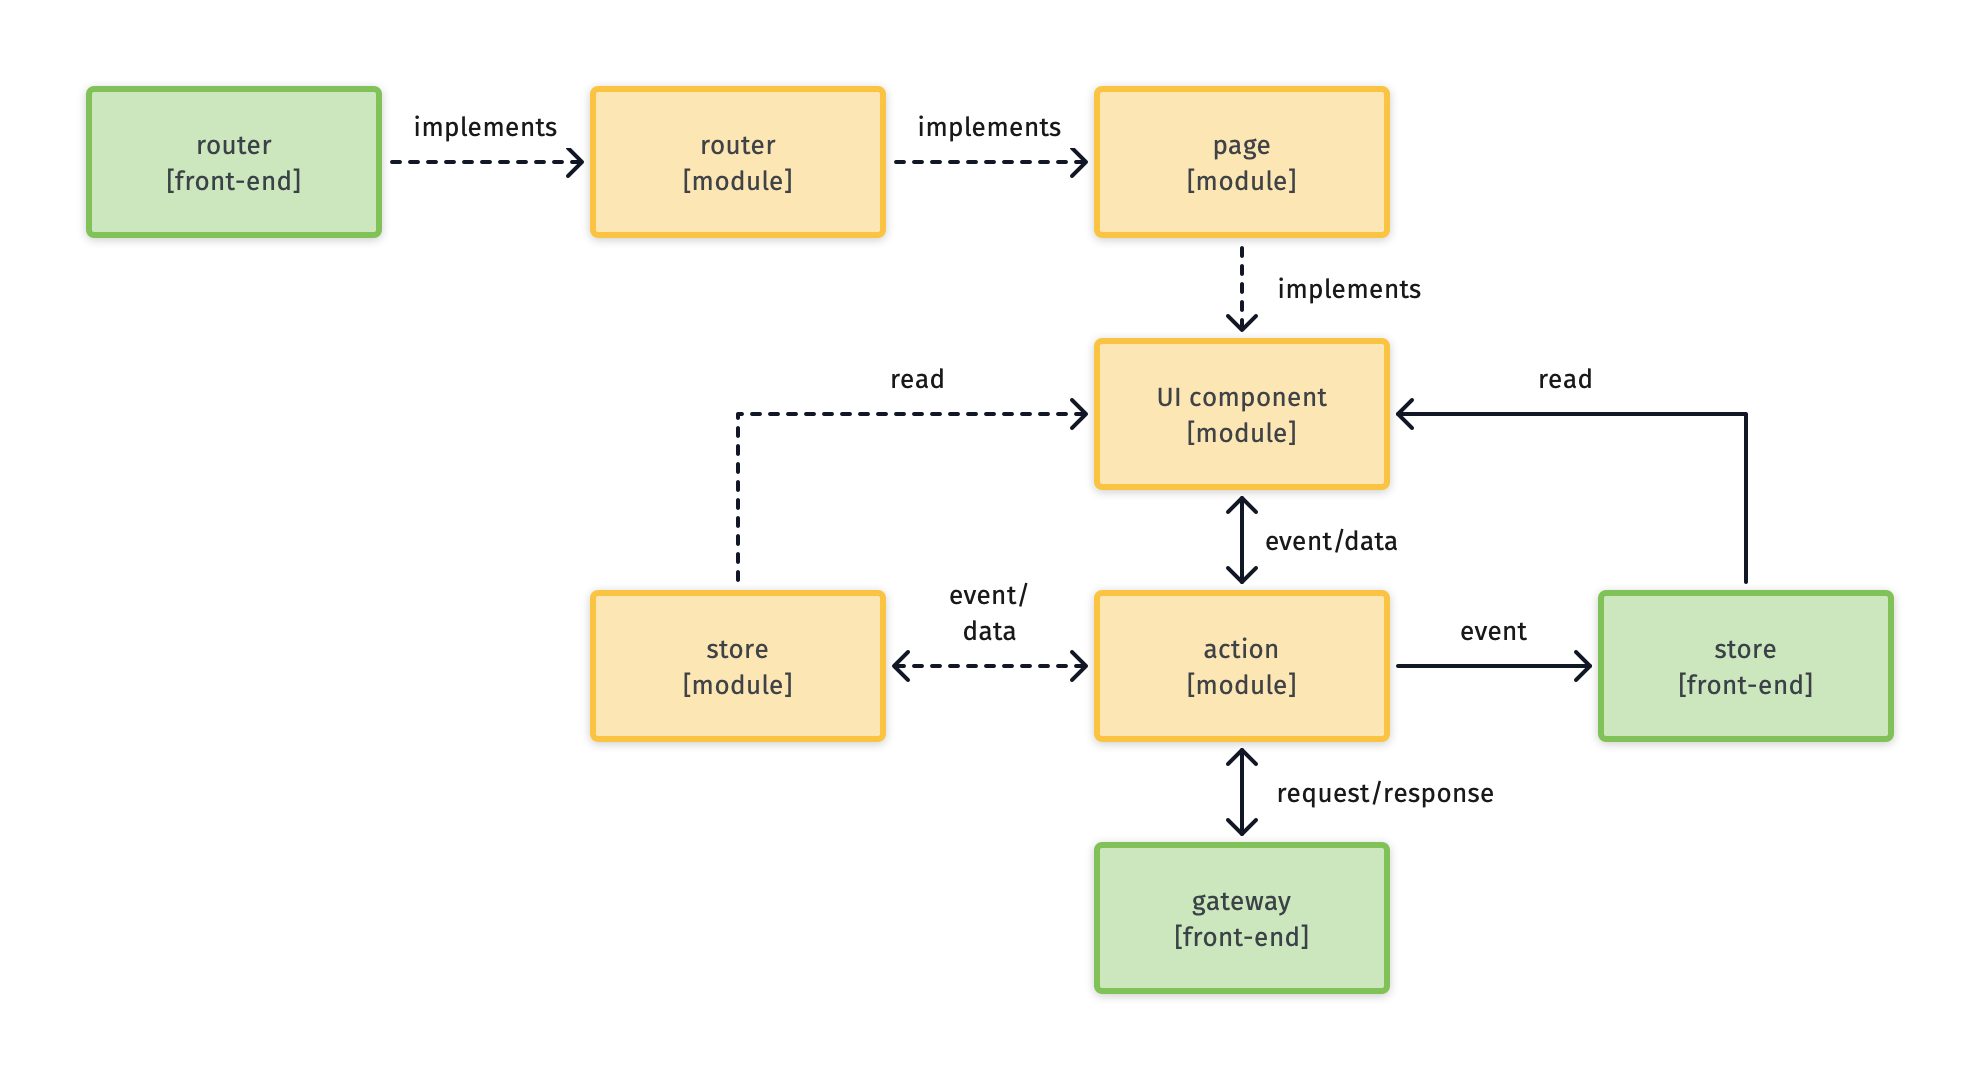 router
[front-end]
implements
router
[module]
implements
page
[module]
implements
read
UI component
[module]
read
event/data
store
[module]
event/
data
action
[module]
event
store
[front-end]
request/response
gateway
[front-end]